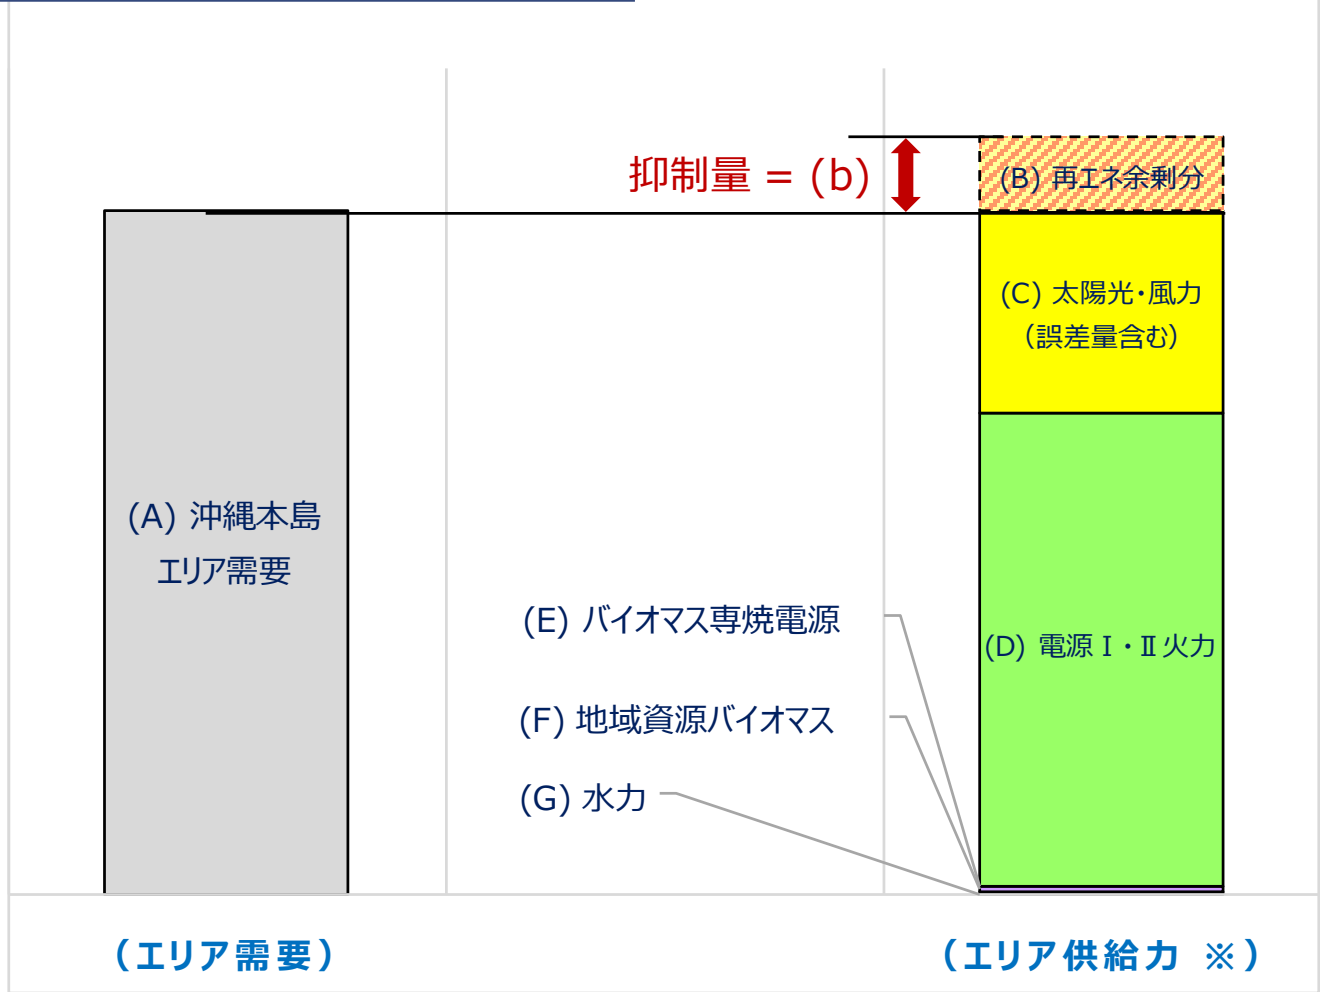 抑制量 = (b)
(B) 再エネ余剰分
(C) 太陽光・風力
（誤差量含む）
(A) 沖縄本島
エリア需要
(E) バイオマス専焼電源
(D) 電源Ⅰ・Ⅱ火力
(F) 地域資源バイオマス
(G) 水力
（エリア需要）
（エリア供給力 ※）